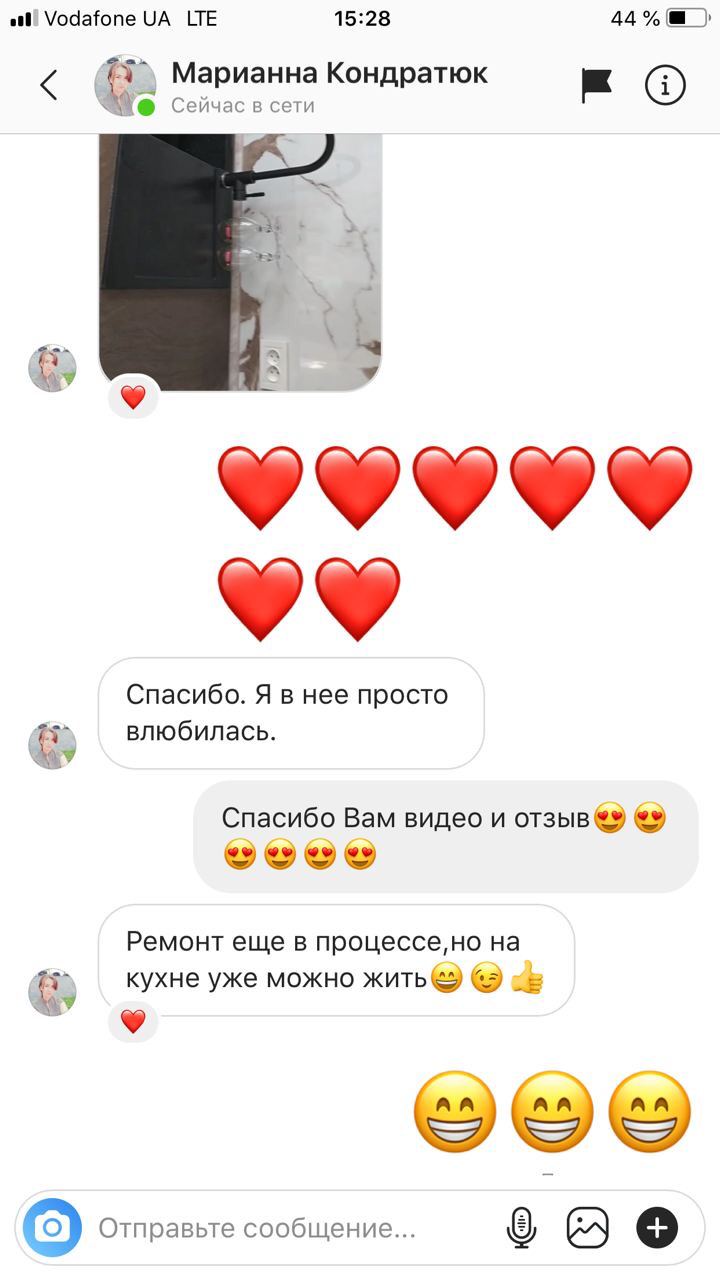 Vodafone UA LTE 15:28 44 %
Марианна Кондратюк
Сейчас в сети
❤️
❤️❤️❤️❤️❤️
❤️❤️
Спасибо. Я в нее просто
влюбилась.
Спасибо Вам видео и отзыв😍😍
😍😍😍😍
Ремонт еще в процессе,но на
кухне уже можно жить😄😉👍
❤️
😁😁😁
Отправьте сообщение...